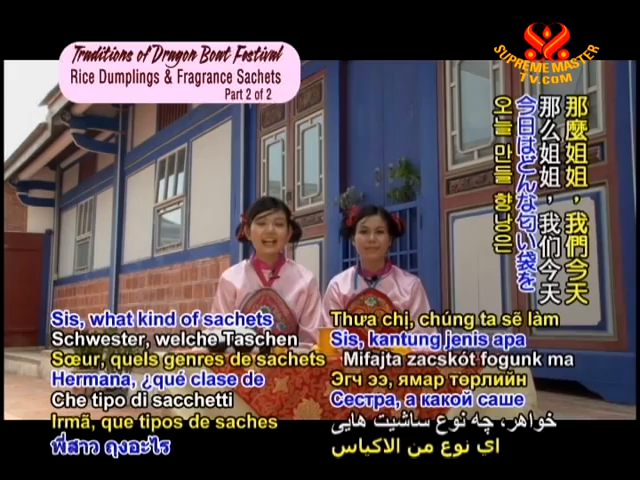 Traditions of Dragon Boat Festival
Rice Dumplings & Fragrance Sachets
Part 2 of 2
SUPREME MASTER
TV.COM
那麼姐姐，我們今天
那么姐姐，我们今天
今日はどんな匂い袋を
오늘 만들 향낭은
Sis, what kind of sachets
Schwester, welche Taschen
Sœur, quels genres de sachets
Hermana, ¿qué clase de
Che tipo di sacchetti
Irmã, que tipos de saches
พี่สาว ถุงอะไร
Thưa chị, chúng ta sẽ làm
Sis, kantung jenis apa
Mifajta zacskót fogunk ma
Эгч ээ, ямар төрлийн
Сестра, а какой саше
خواهر، چه نوع ساشیت هایی
اي نوع من الاكياس